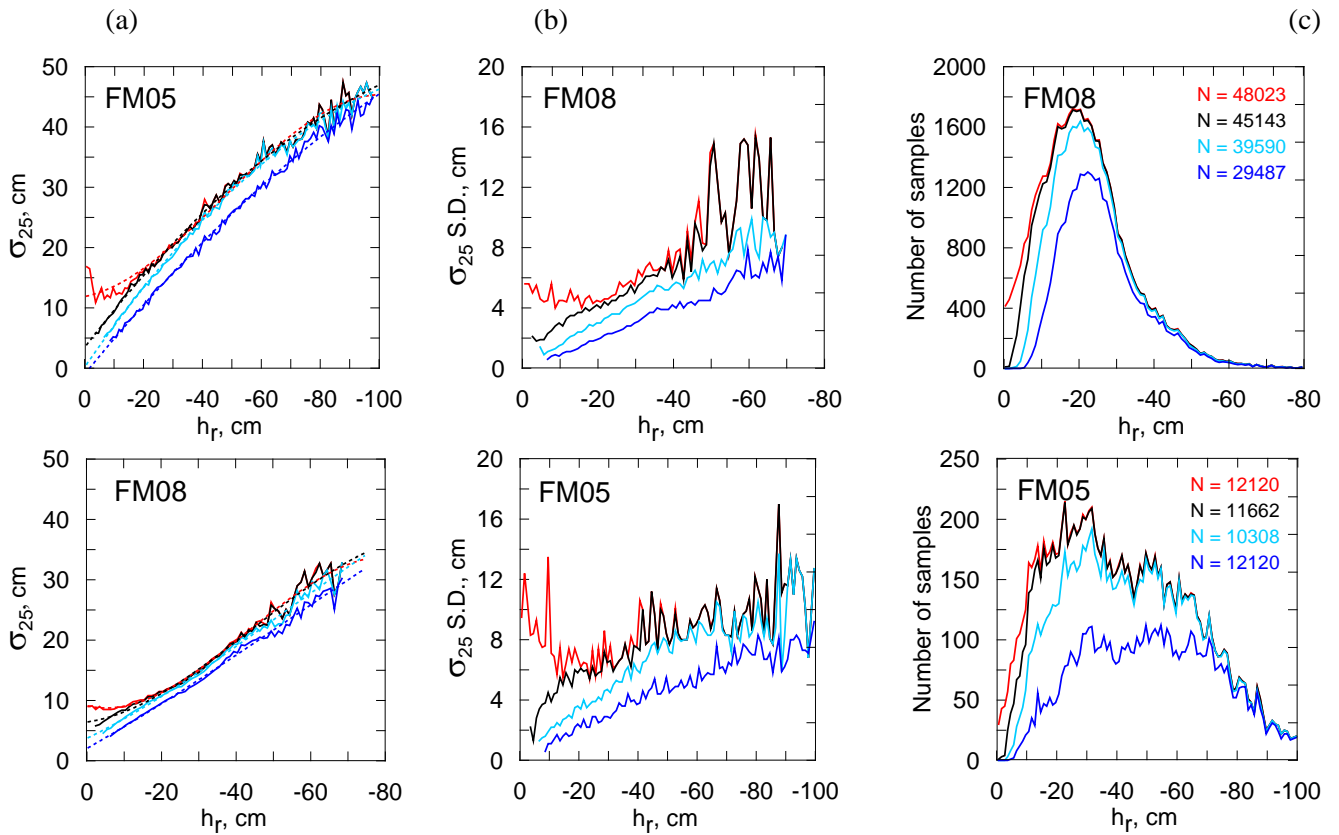 (a)
(b)
(c)
FM05
σ25, cm
50
40
30
20
10
0
0 -20 -40 -60 -80 -100
hr, cm
FM08
σ25 S.D., cm
20
16
12
8
4
0
0 -20 -40 -60 -80
hr, cm
FM08
Number of samples
2000
1600
1200
800
400
0
N = 48023
N = 45143
N = 39590
N = 29487
0 -20 -40 -60 -80
hr, cm
FM08
σ25, cm
60
50
40
30
20
10
0
0 -20 -40 -60 -80
hr, cm
FM05
σ25 S.D., cm
20
16
12
8
4
0
0 -20 -40 -60 -80 -100
hr, cm
FM05
Number of samples
250
200
150
100
50
0
N = 12120
N = 11662
N = 10308
N = 12120
0 -20 -40 -60 -80 -100
hr, cm